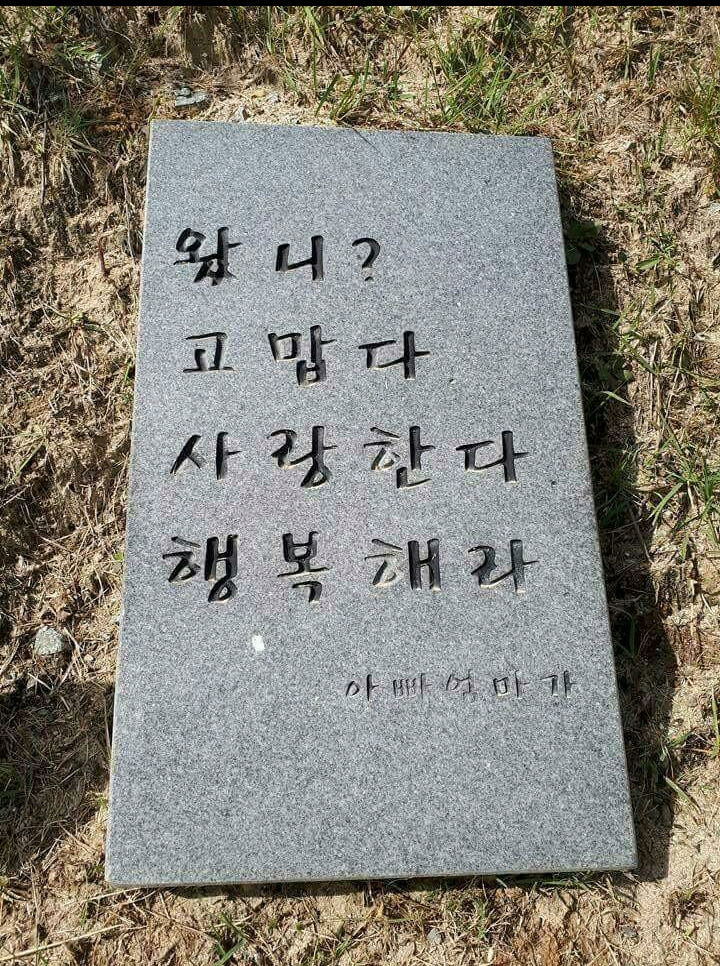 왔니?
고맙다
사랑한다
행복해라
아빠엄마가